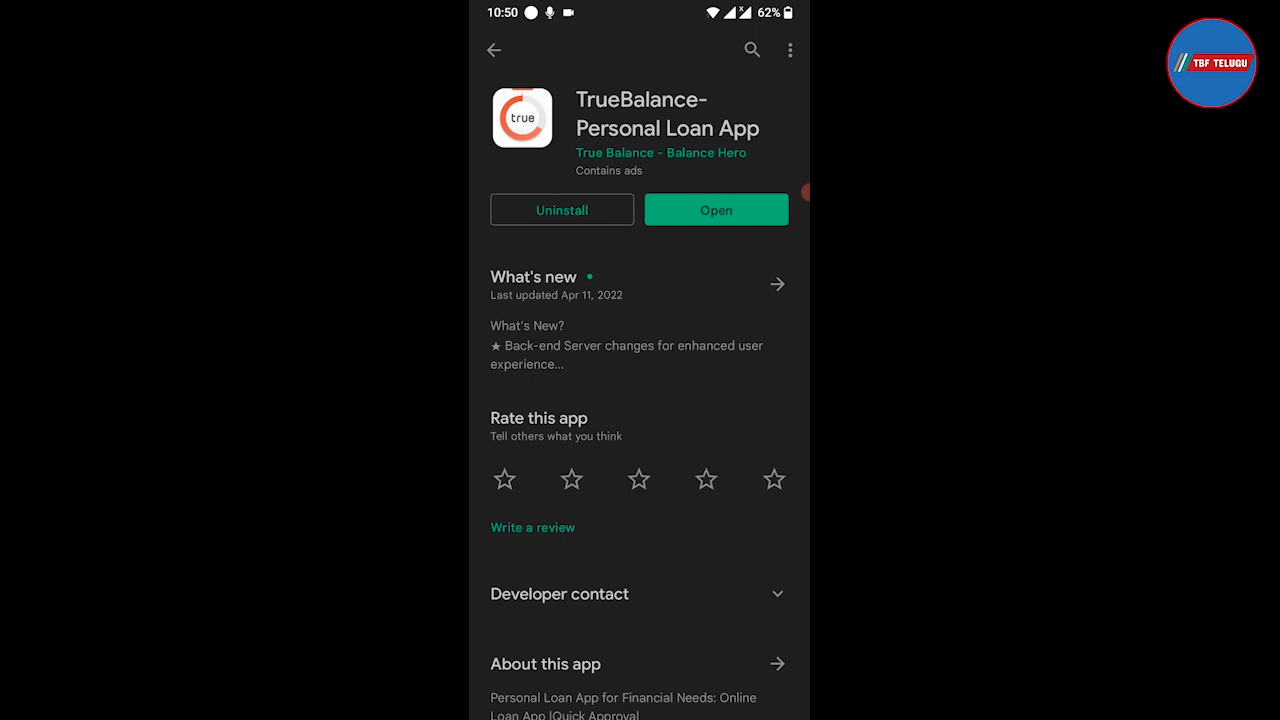 10:50
62%
TBF TELUGU
true
TrueBalance-
Personal Loan App
True Balance - Balance Hero
Contains ads
Uninstall
Open
What's new
Last updated Apr 11, 2022
What's New?
★ Back-end Server changes for enhanced user
experience...
Rate this app
Tell others what you think
Write a review
Developer contact
About this app
Personal Loan App for Financial Needs: Online
Loan App |Quick Approval